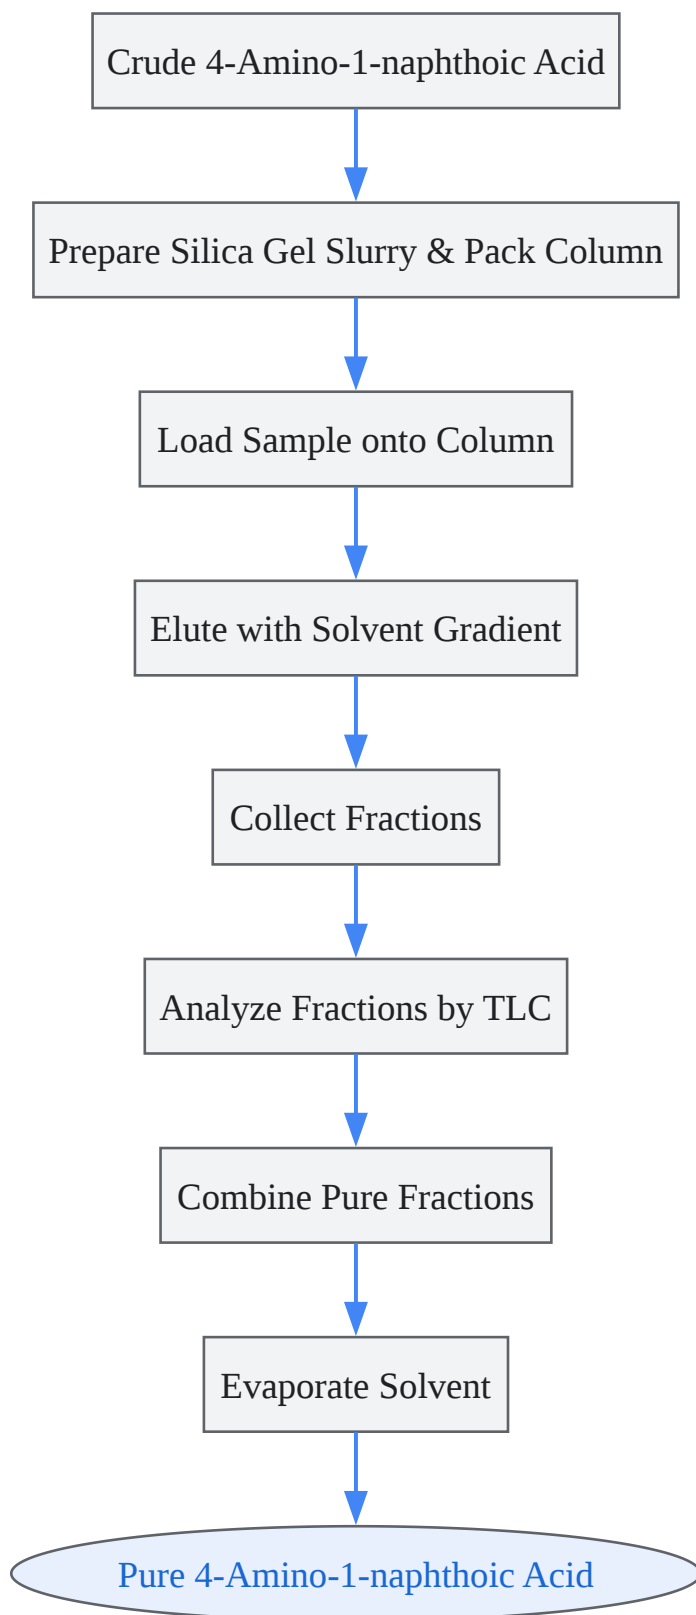 Crude 4-Amino-1-naphthoic Acid
Prepare Silica Gel Slurry & Pack Column
Load Sample onto Column
Elute with Solvent Gradient
Collect Fractions
Analyze Fractions by TLC
Combine Pure Fractions
Evaporate Solvent
Pure 4-Amino-1-naphthoic Acid